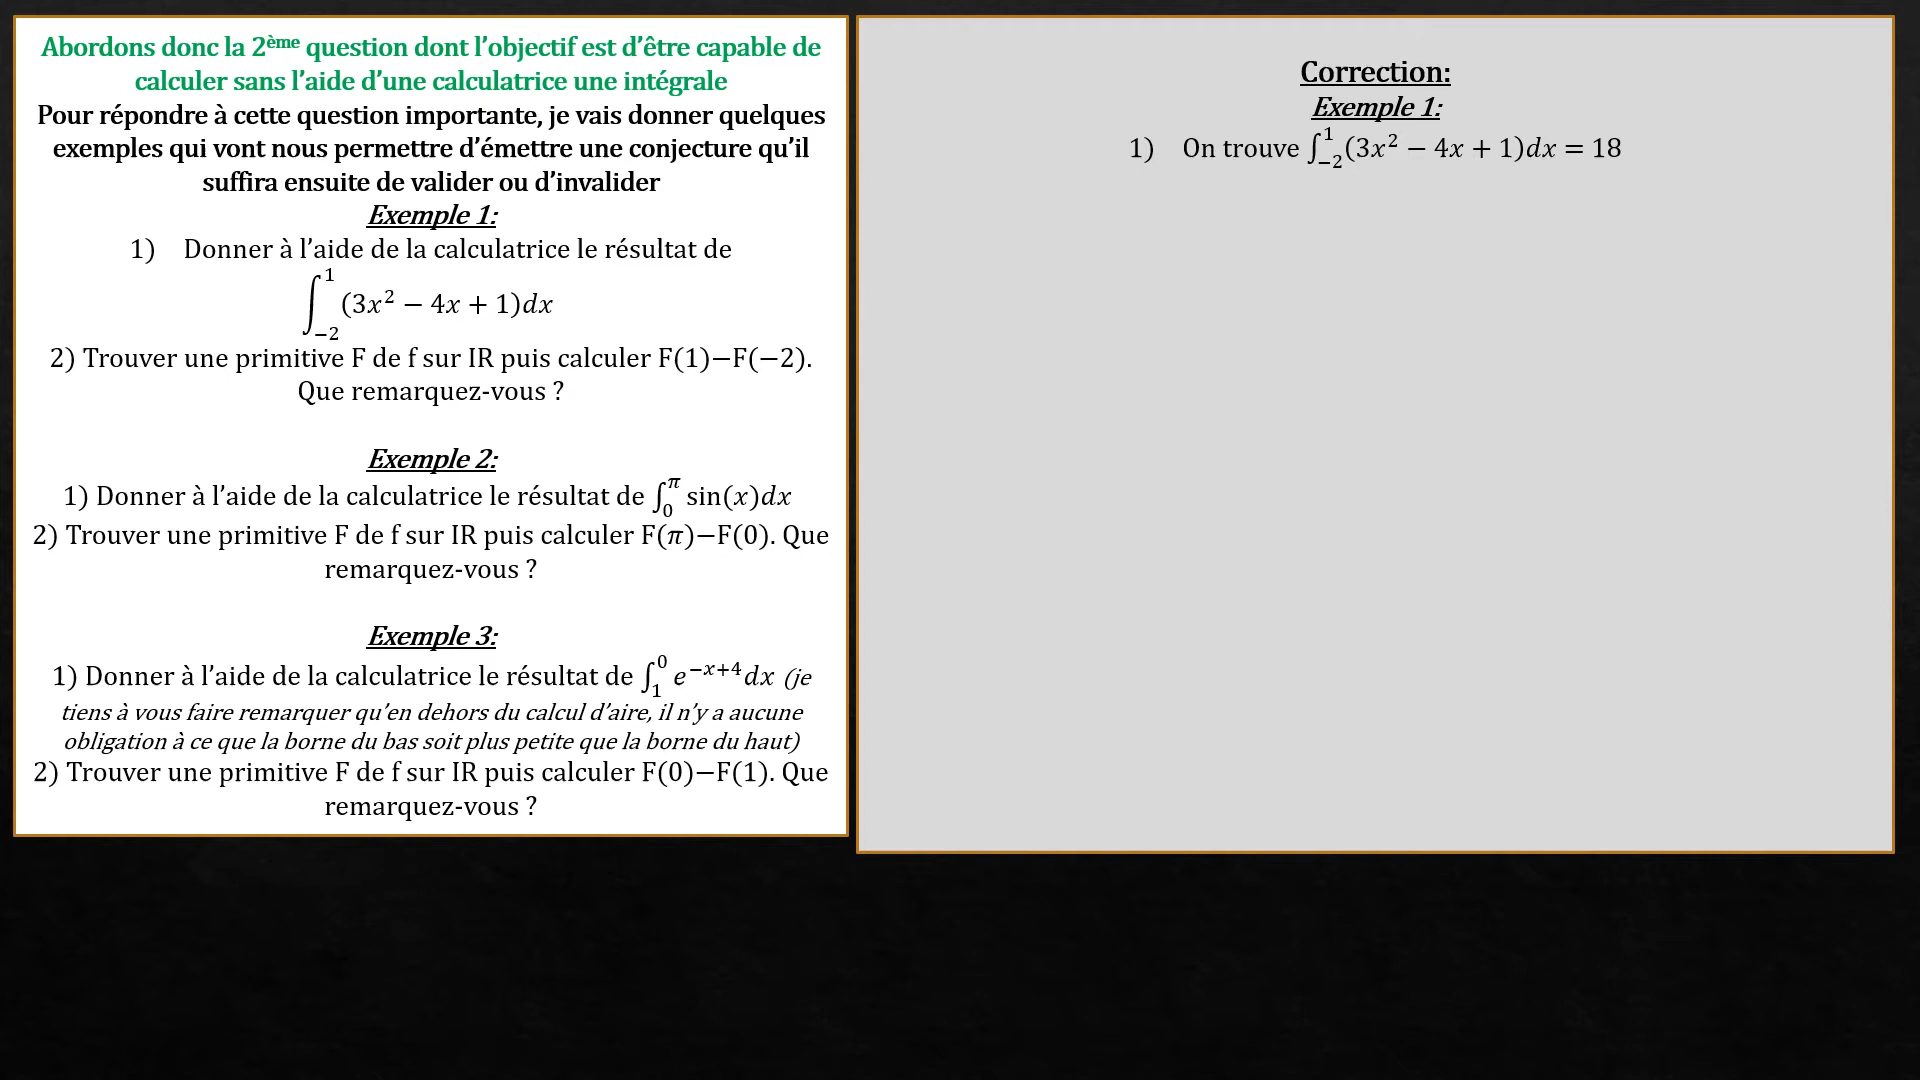 Abordons donc la 2ème question dont l’objectif est d’être capable de
calculer sans l’aide d’une calculatrice une intégrale
Pour répondre à cette question importante, je vais donner quelques
exemples qui vont nous permettre d’émettre une conjecture qu’il
suffira ensuite de valider ou d’invalider
Exemple 1:
1) Donner à l’aide de la calculatrice le résultat de
∫₋₂¹ (3x² − 4x + 1)dx
2) Trouver une primitive F de f sur IR puis calculer F(1)−F(−2).
Que remarquez-vous ?
Exemple 2:
1) Donner à l’aide de la calculatrice le résultat de ∫₀^π sin(x)dx
2) Trouver une primitive F de f sur IR puis calculer F(π)−F(0). Que
remarquez-vous ?
Exemple 3:
1) Donner à l’aide de la calculatrice le résultat de ∫₁⁰ e^(−x+4) dx (je
tiens à vous faire remarquer qu’en dehors du calcul d’aire, il n’y a aucune
obligation à ce que la borne du bas soit plus petite que la borne du haut)
2) Trouver une primitive F de f sur IR puis calculer F(0)−F(1). Que
remarquez-vous ?
Correction:
Exemple 1:
1) On trouve ∫₋₂¹(3x² − 4x + 1)dx = 18